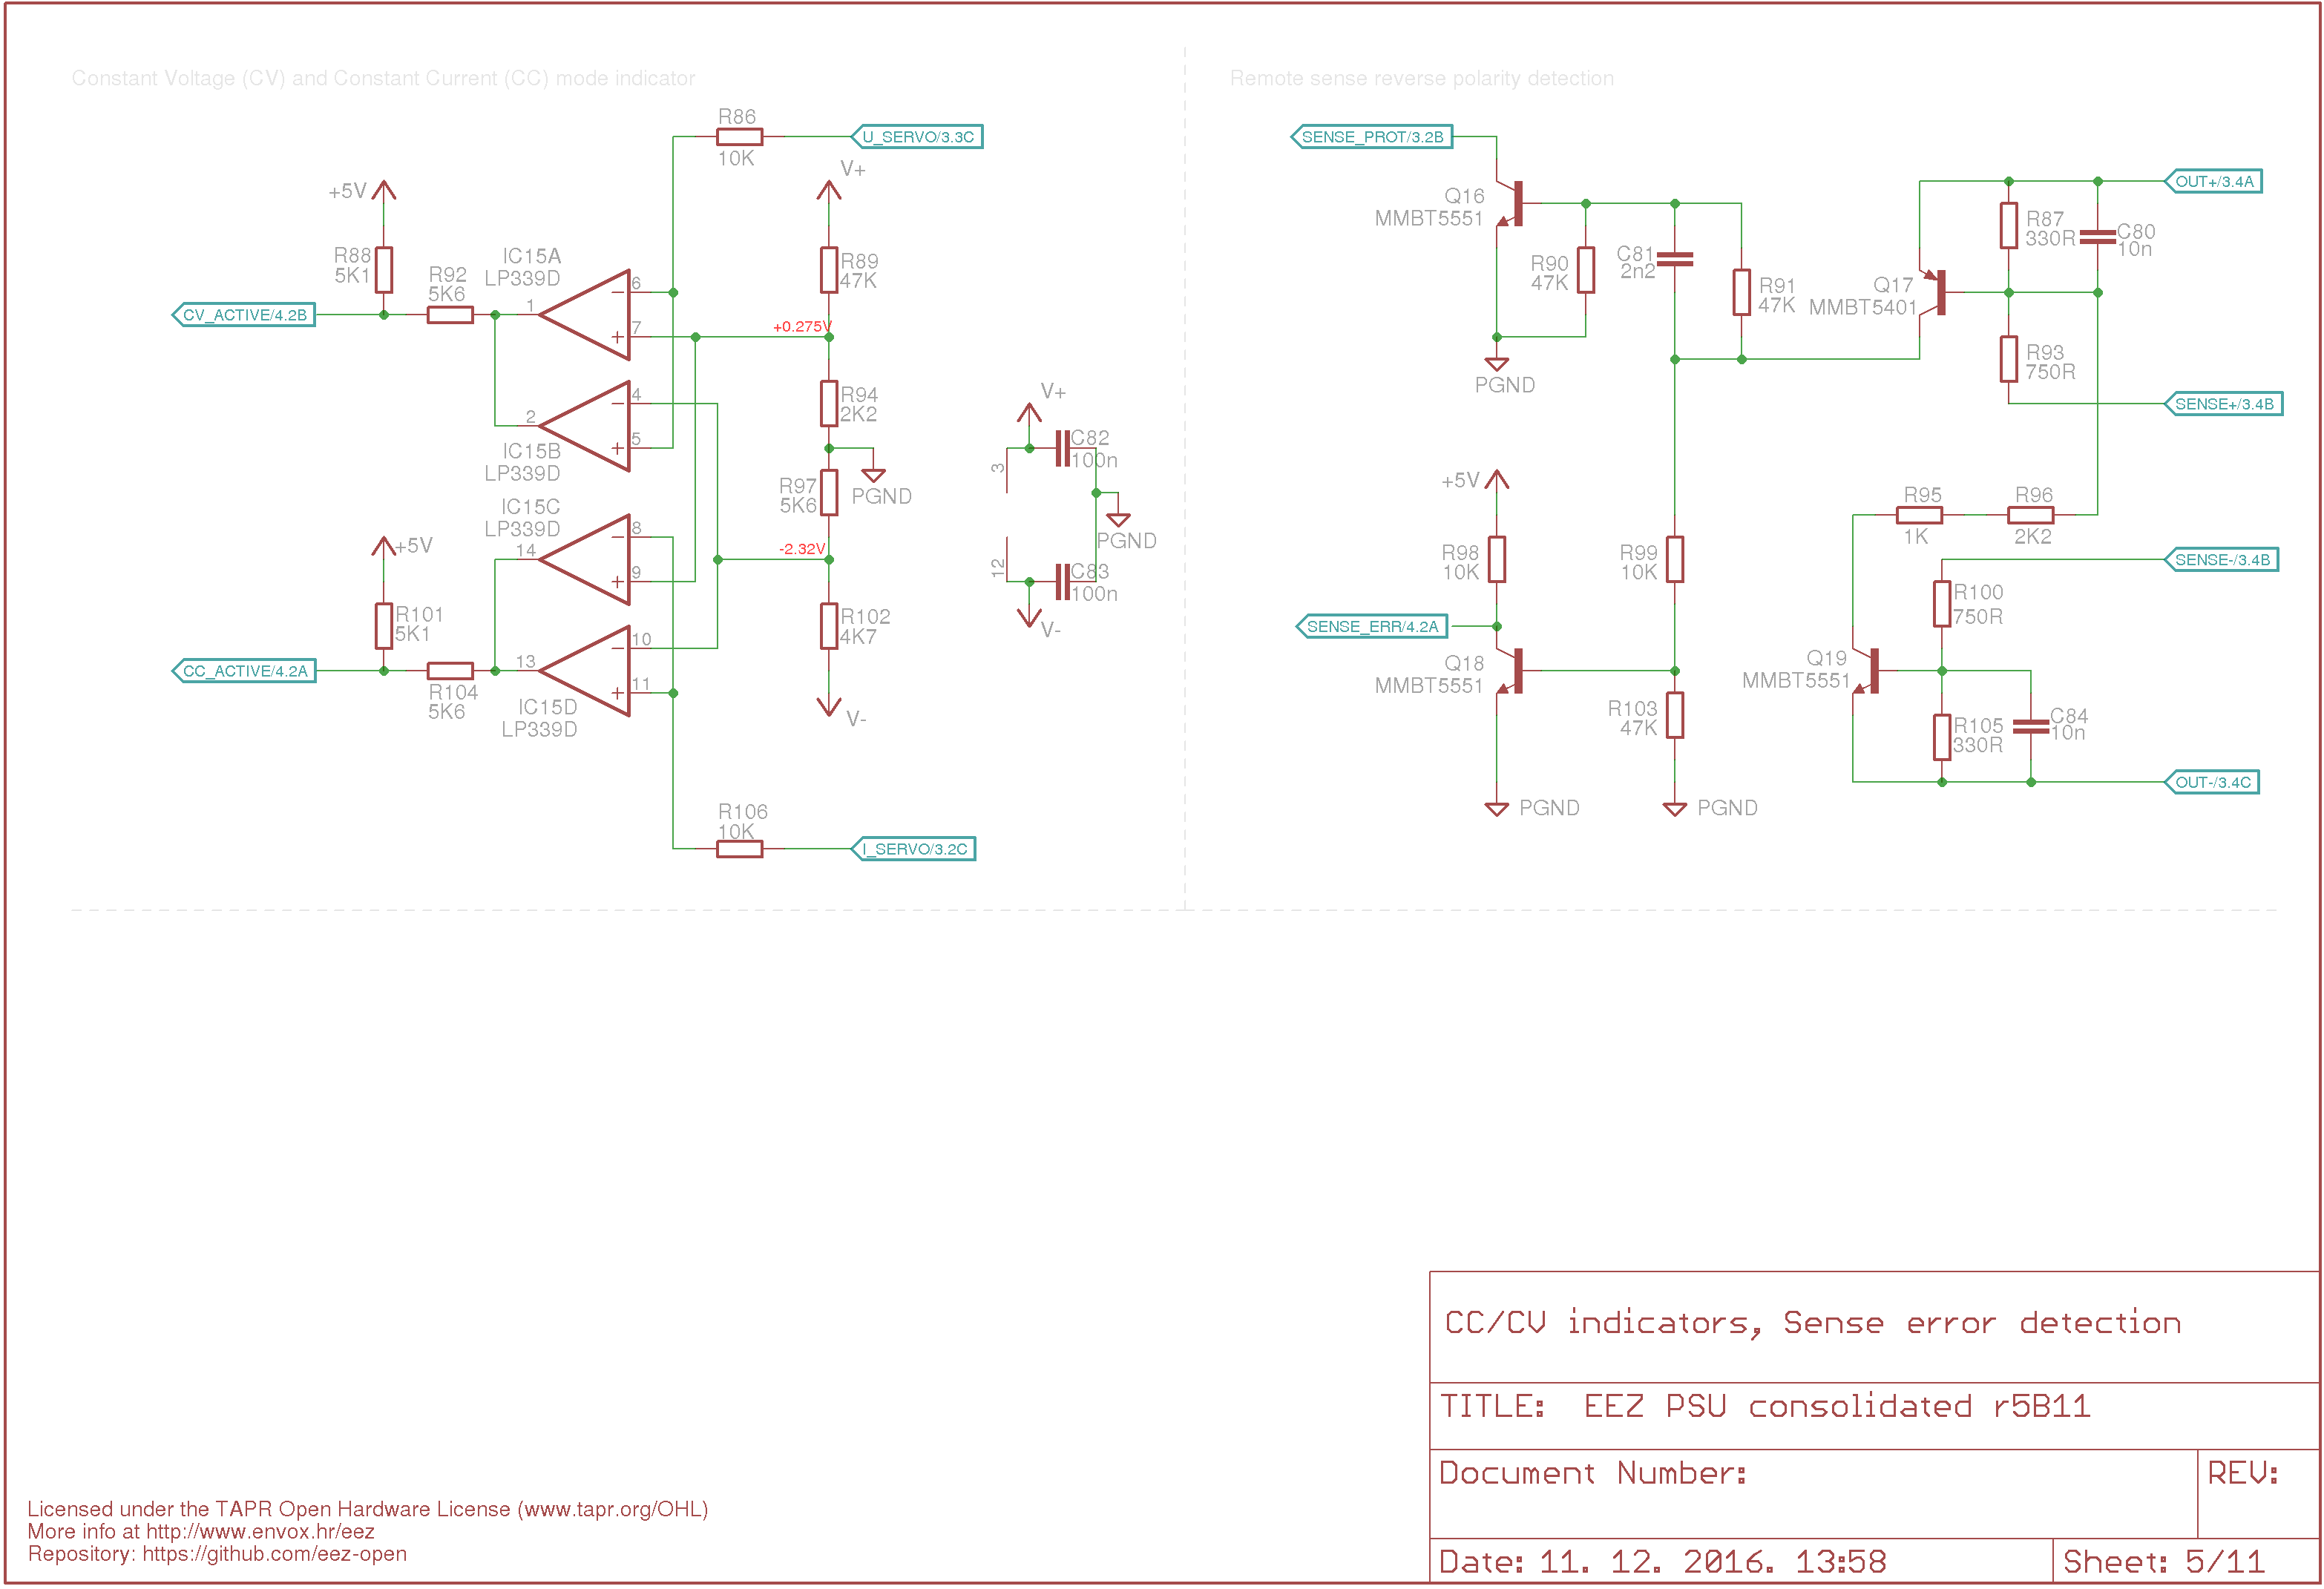 Constant Voltage (CV) and Constant Current (CC) mode indicator
R86
10K
U_SERVO/3.3C
V+
+5V
R88
5K1
R92
5K6
IC15A
LP339D
1
6
7
R89
47K
CV_ACTIVE/4.2B
+0.275V
R94
2K2
2
4
5
IC15B
LP339D
R97
5K6
PGND
V+
C82
100n
3
PGND
12
C83
100n
V-
IC15C
LP339D
14
8
9
-2.32V
+5V
R101
5K1
R102
4K7
CC_ACTIVE/4.2A
R104
5K6
13
10
11
IC15D
LP339D
V-
R106
10K
I_SERVO/3.2C
Remote sense reverse polarity detection
SENSE_PROT/3.2B
Q16
MMBT5551
R90
47K
C81
2n2
R91
47K
Q17
MMBT5401
R87
330R
C80
10n
OUT+/3.4A
R93
750R
PGND
SENSE+/3.4B
+5V
R98
10K
R99
10K
R95
1K
R96
2K2
SENSE-/3.4B
R100
750R
SENSE_ERR/4.2A
Q18
MMBT5551
R103
47K
Q19
MMBT5551
R105
330R
C84
10n
OUT-/3.4C
PGND
PGND
CC/CV indicators, Sense error detection
TITLE: EEZ PSU consolidated r5B11
Document Number:
REV:
Date: 11. 12. 2016. 13:58
Sheet: 5/11
Licensed under the TAPR Open Hardware License (www.tapr.org/OHL)
More info at http://www.envox.hr/eez
Repository: https://github.com/eez-open